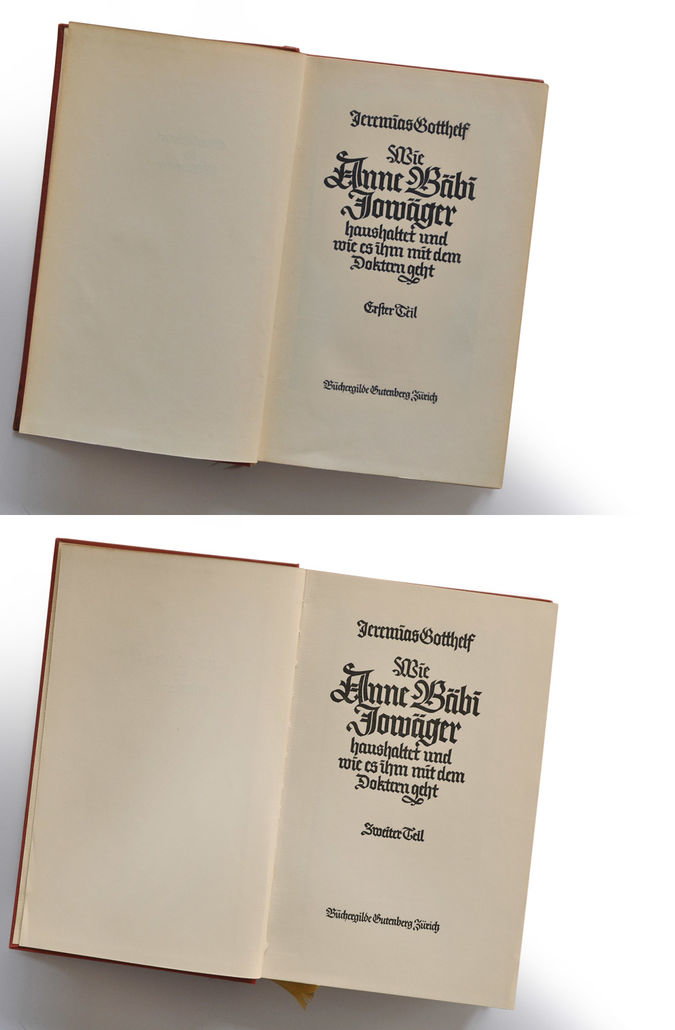 Jeremias Gotthelf
Wie
Anne Bäbi
Jowäger
haushaltet und
wie es ihm mit dem
Doktern geht
Erster Teil
Büchergilde Gutenberg Zürich
Jeremias Gotthelf
Wie
Anne Bäbi
Jowäger
haushaltet und
wie es ihm mit dem
Doktern geht
Zweiter Teil
Büchergilde Gutenberg Zürich